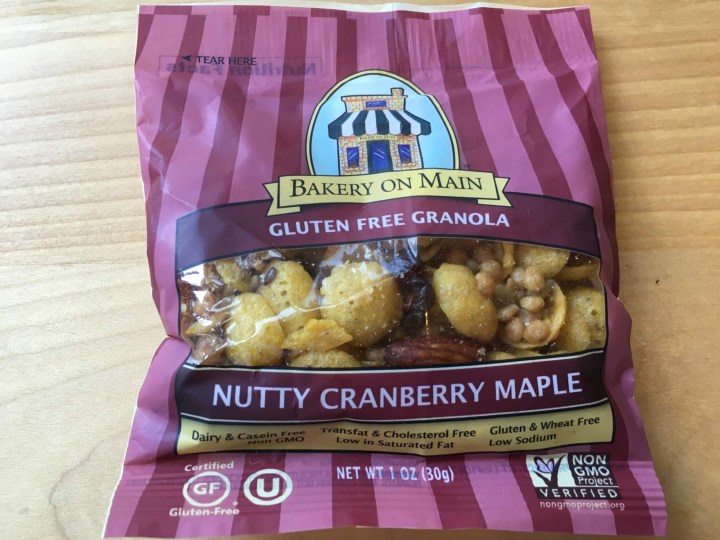 TEAR HERE
Nutrition Facts
BAKERY ON MAIN
GLUTEN FREE GRANOLA
NUTTY CRANBERRY MAPLE
Dairy & Casein Free
Non GMO
Transfat & Cholesterol Free
Low in Saturated Fat
Gluten & Wheat Free
Low Sodium
Certified
GF
Gluten-Free
U
NET WT 1 OZ (30g)
NON
GMO
Project
VERIFIED
nongmoproject.org